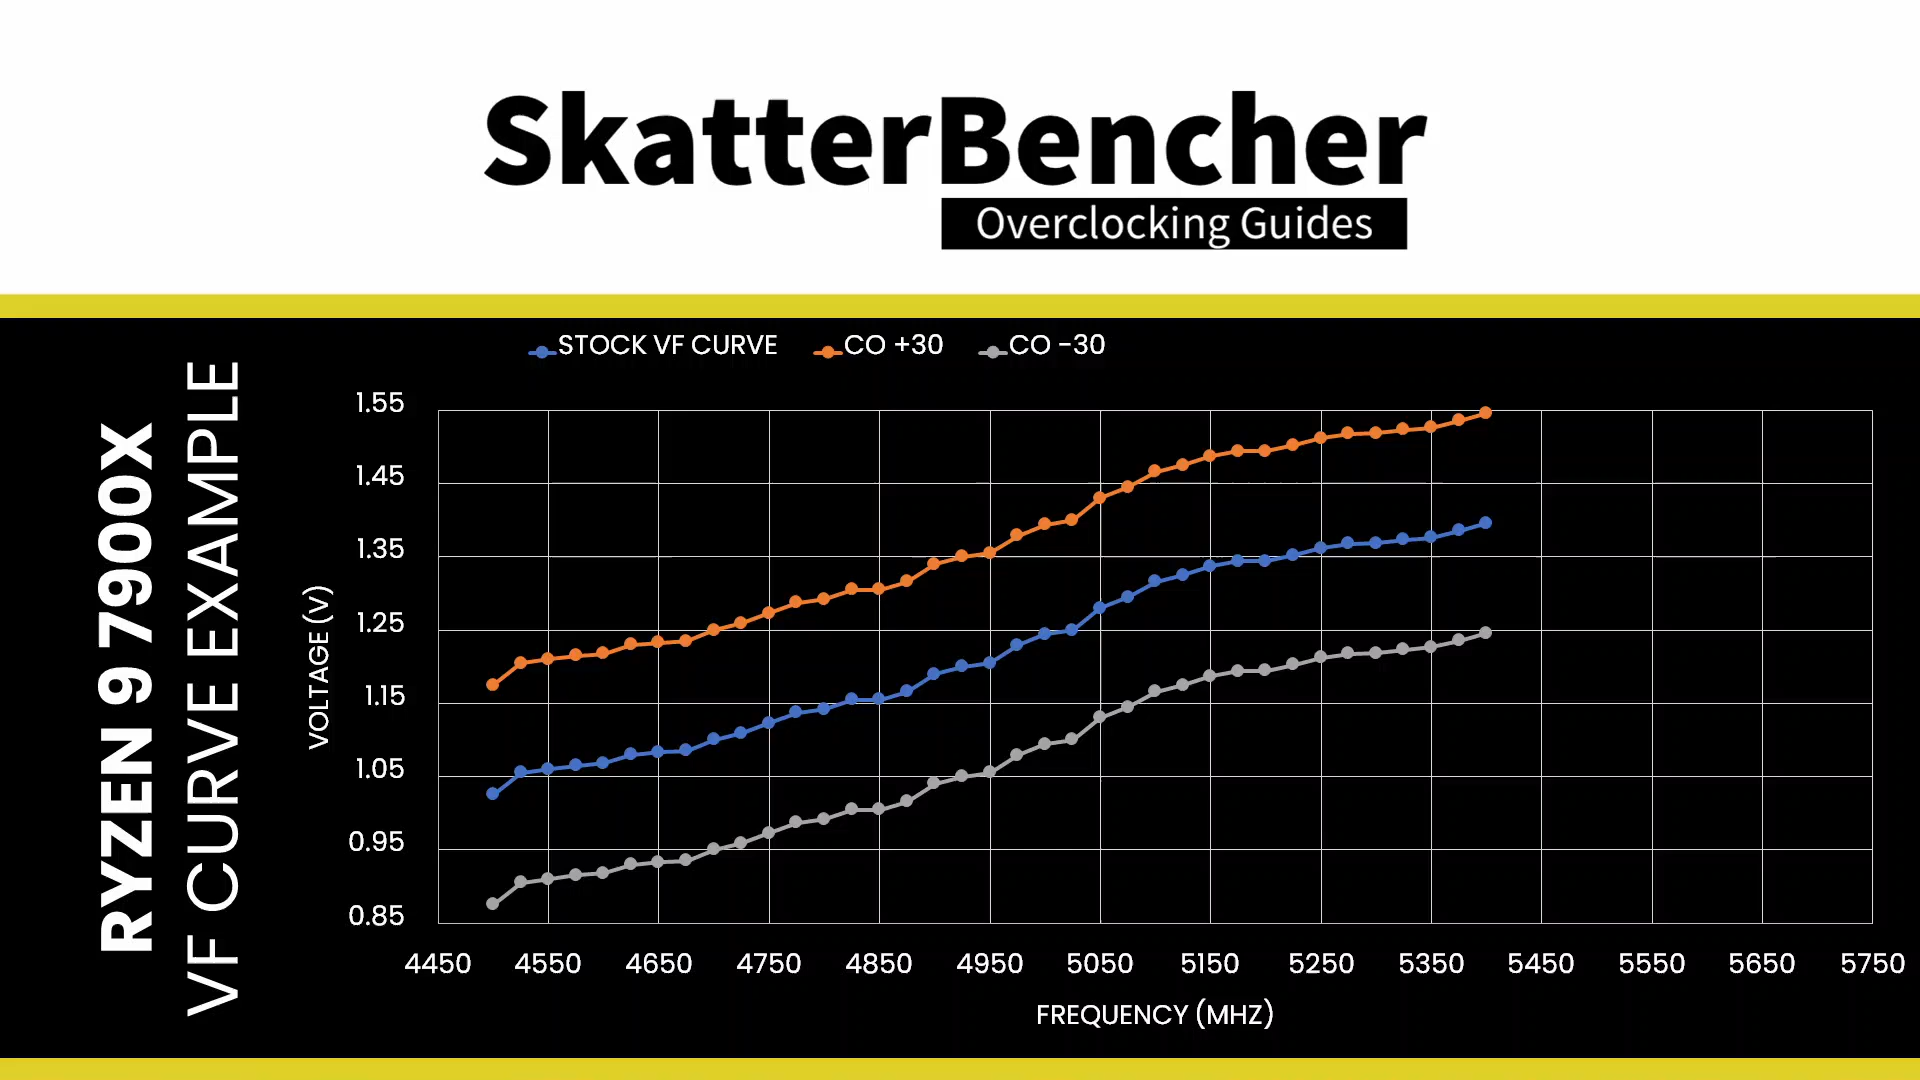 SkatterBencher
Overclocking Guides
RYZEN 9 7900X
VF CURVE EXAMPLE
STOCK VF CURVE CO +30 CO -30
VOLTAGE (V)
1.55
1.45
1.35
1.25
1.15
1.05
0.95
0.85
4450 4550 4650 4750 4850 4950 5050 5150 5250 5350 5450 5550 5650 5750
FREQUENCY (MHZ)